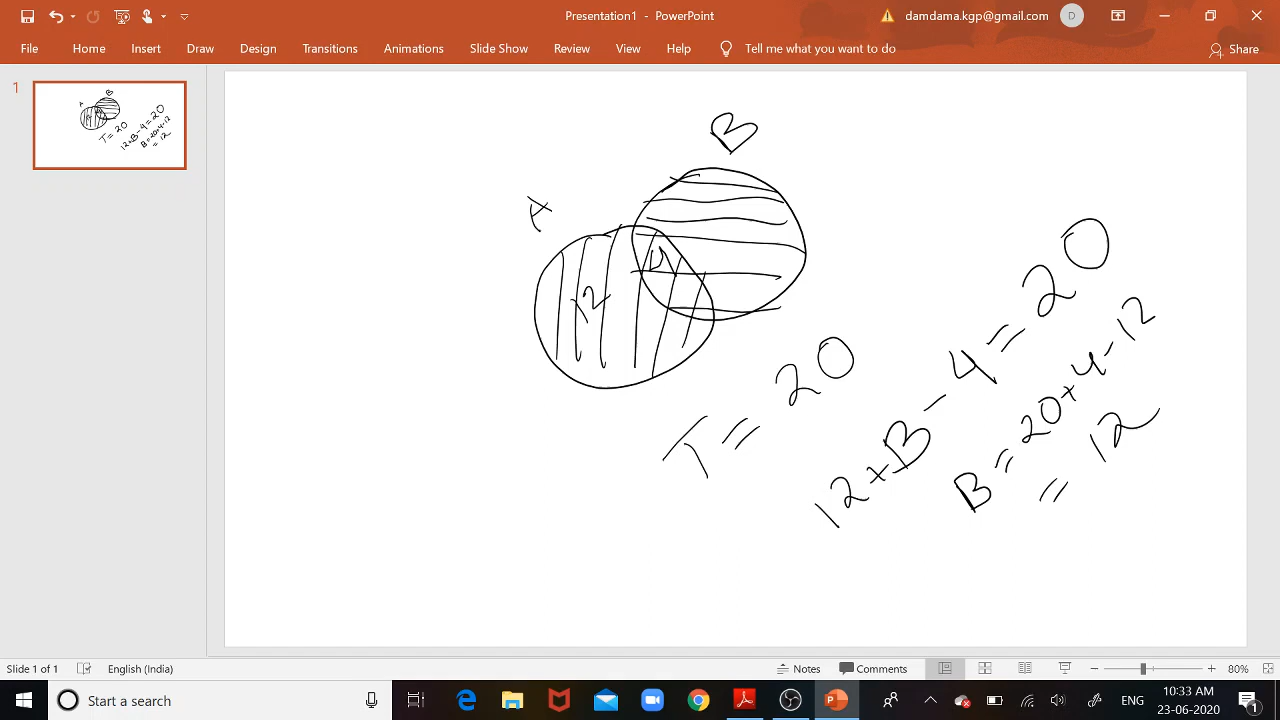 Presentation1 - PowerPoint
damdama.kgp@gmail.com
D
File Home Insert Draw Design Transitions Animations Slide Show Review View Help Tell me what you want to do Share
1
B
A
12
4
T = 20
12+B-4=20
B=20+4-12
=12
Slide 1 of 1 English (India) Notes Comments 80%
Start a search
ENG
10:33 AM
23-06-2020
1